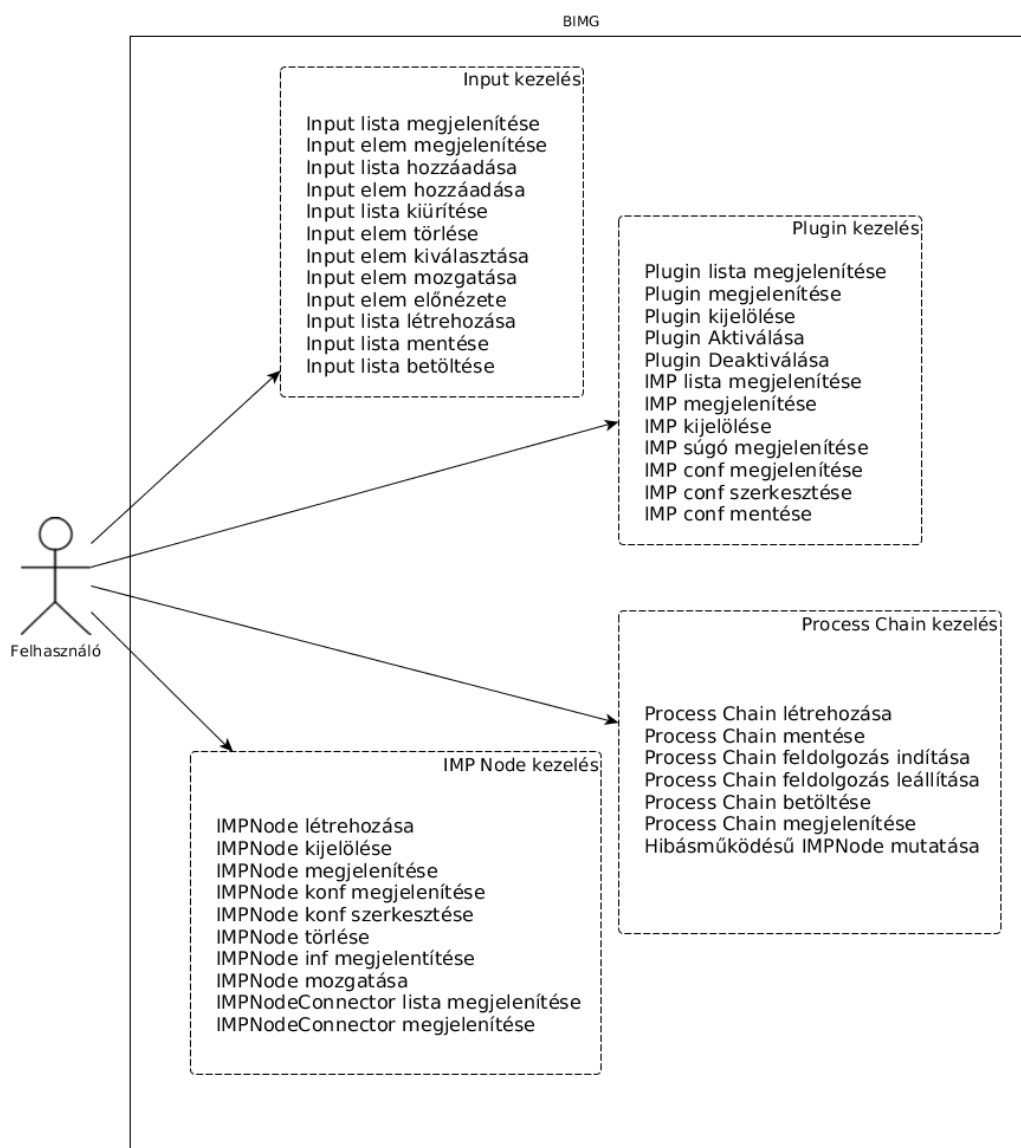 BIMG
Input kezelés
Input lista megjelenítése
Input elem megjelenítése
Input lista hozzáadása
Input elem hozzáadása
Input lista kiürítése
Input elem törlése
Input elem kiválasztása
Input elem mozgatása
Input elem előnézete
Input lista létrehozása
Input lista mentése
Input lista betöltése
Plugin kezelés
Plugin lista megjelenítése
Plugin megjelenítése
Plugin kijelölése
Plugin Aktiválása
Plugin Deaktiválása
IMP lista megjelenítése
IMP megjelenítése
IMP kijelölése
IMP súgó megjelenítése
IMP conf megjelenítése
IMP conf szerkesztése
IMP conf mentése
Felhasználó
Process Chain kezelés
Process Chain létrehozása
Process Chain mentése
Process Chain feldolgozás indítása
Process Chain feldolgozás leállítása
Process Chain betöltése
Process Chain megjelenítése
Hibásműködésű IMPNode mutatása
IMP Node kezelés
IMPNode létrehozása
IMPNode kijelölése
IMPNode megjelenítése
IMPNode konf megjelenítése
IMPNode konf szerkesztése
IMPNode törlése
IMPNode inf megjelentítése
IMPNode mozgatása
IMPNodeConnector lista megjelenítése
IMPNodeConnector megjelenítése